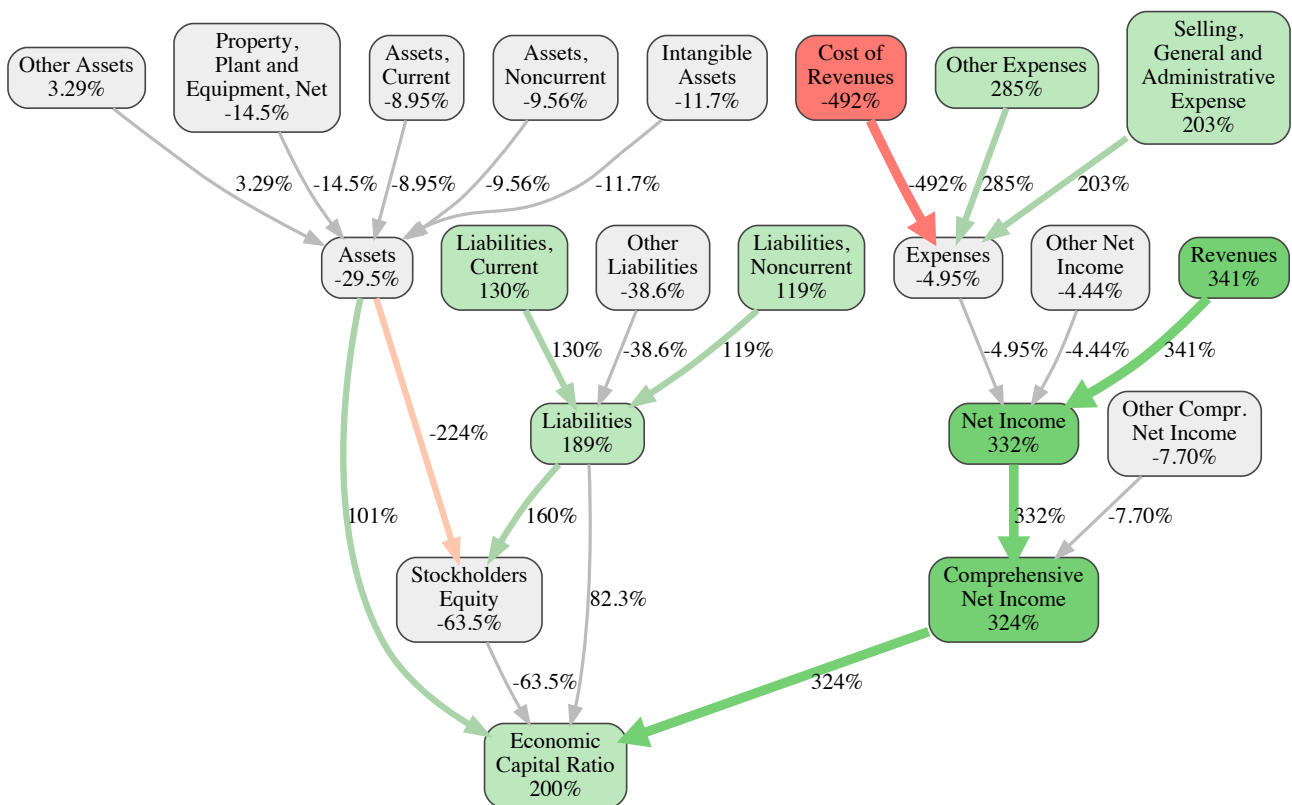 Other Assets
3.29%
Property,
Plant and
Equipment, Net
-14.5%
Assets,
Current
-8.95%
Assets,
Noncurrent
-9.56%
Intangible
Assets
-11.7%
Cost of
Revenues
-492%
Other Expenses
285%
Selling,
General and
Administrative
Expense
203%
3.29%
-14.5%
-8.95%
-9.56%
-11.7%
-492%
285%
203%
Assets
-29.5%
Liabilities,
Current
130%
Other
Liabilities
-38.6%
Liabilities,
Noncurrent
119%
Expenses
-4.95%
Other Net
Income
-4.44%
Revenues
341%
130%
-38.6%
119%
-4.95%
-4.44%
341%
-224%
Liabilities
189%
Net Income
332%
Other Compr.
Net Income
-7.70%
101%
160%
332%
-7.70%
Stockholders
Equity
-63.5%
82.3%
Comprehensive
Net Income
324%
-63.5%
324%
Economic
Capital Ratio
200%